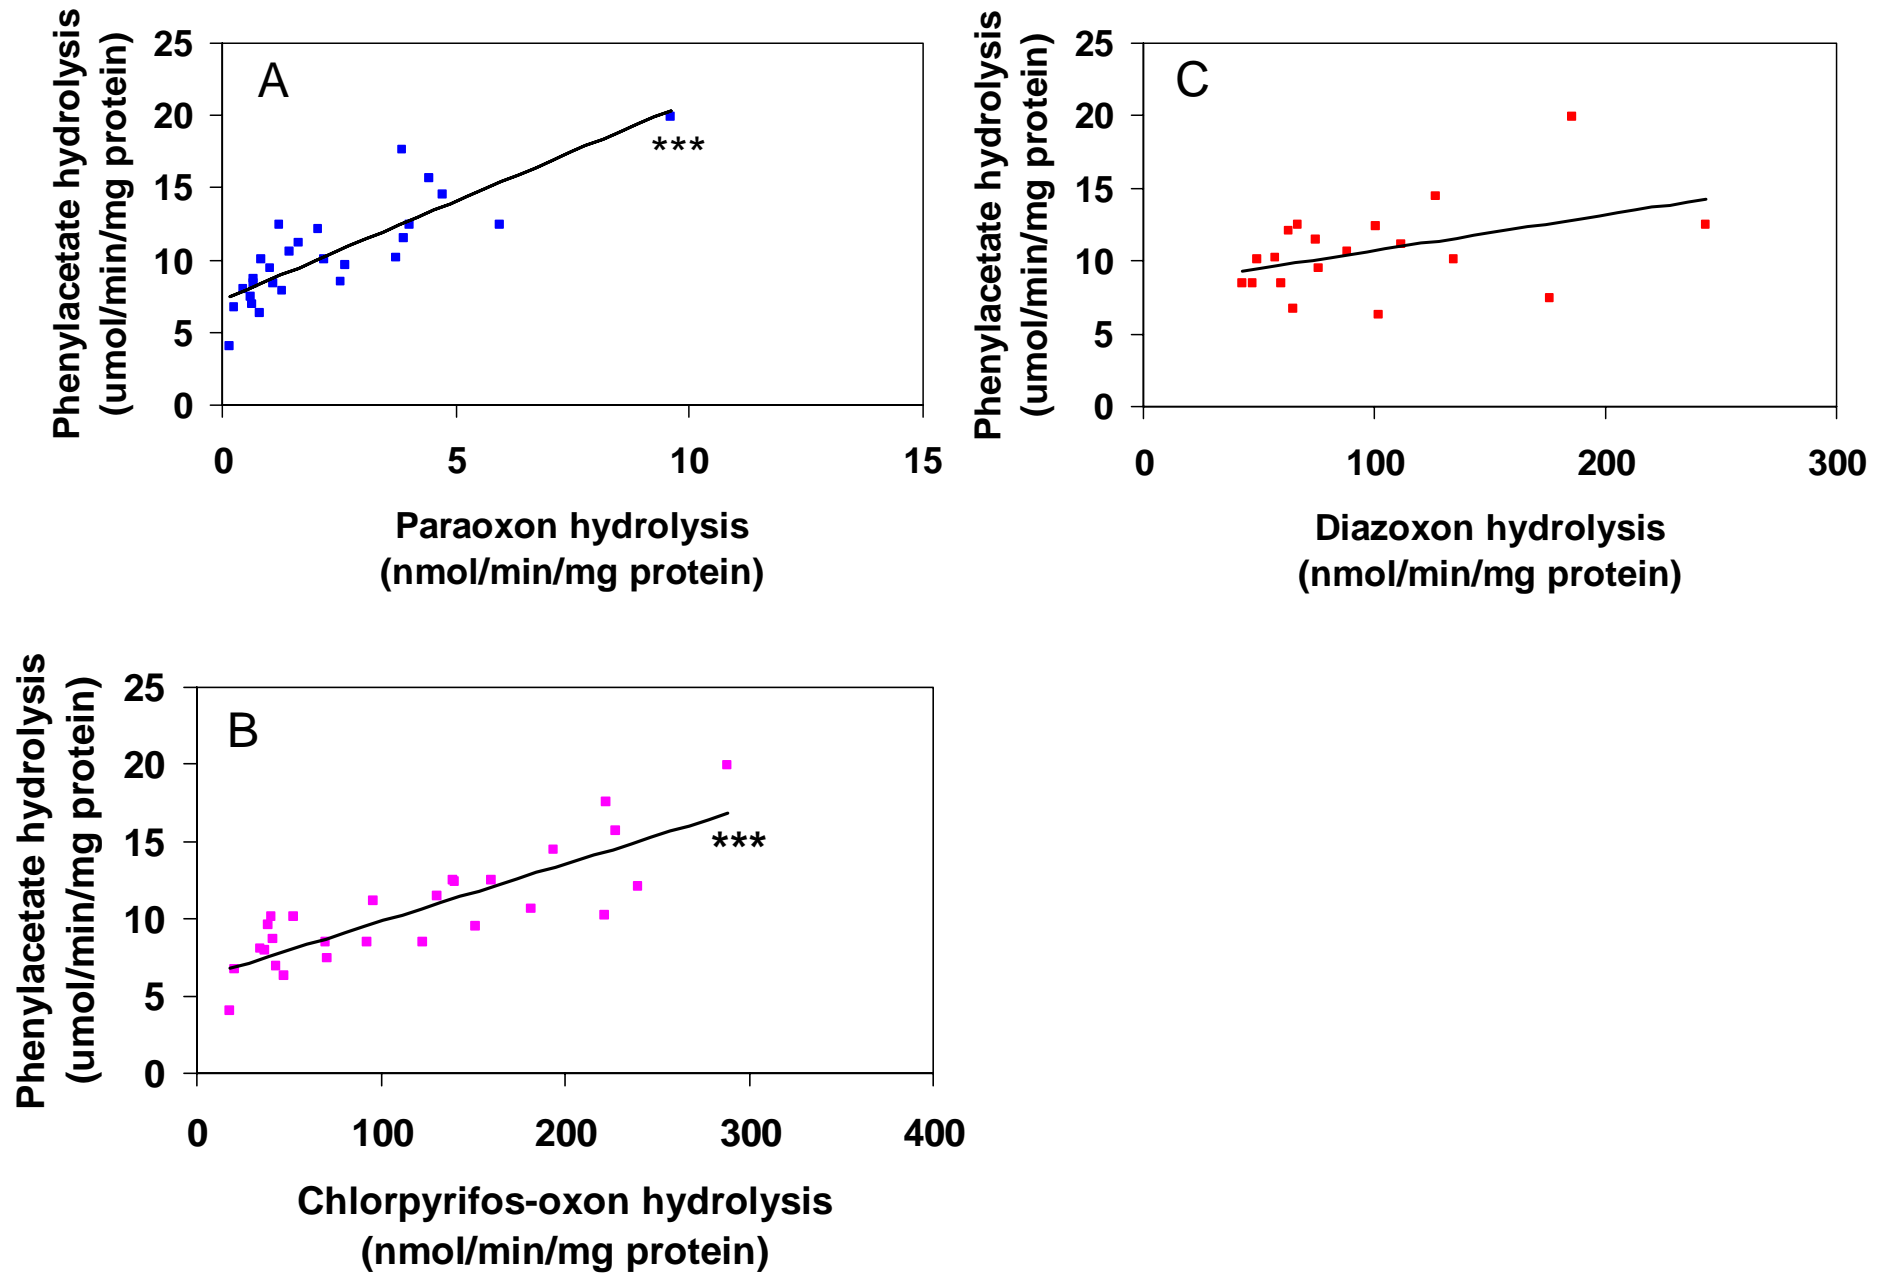 Phenylacetate hydrolysis
(umol/min/mg protein)
25
20
15
10
5
0
A
***
0 5 10 15
Paraoxon hydrolysis
(nmol/min/mg protein)
Phenylacetate hydrolysis
(umol/min/mg protein)
25
20
15
10
5
0
C
0 100 200 300
Diazoxon hydrolysis
(nmol/min/mg protein)
Phenylacetate hydrolysis
(umol/min/mg protein)
25
20
15
10
5
0
B
***
0 100 200 300 400
Chlorpyrifos-oxon hydrolysis
(nmol/min/mg protein)